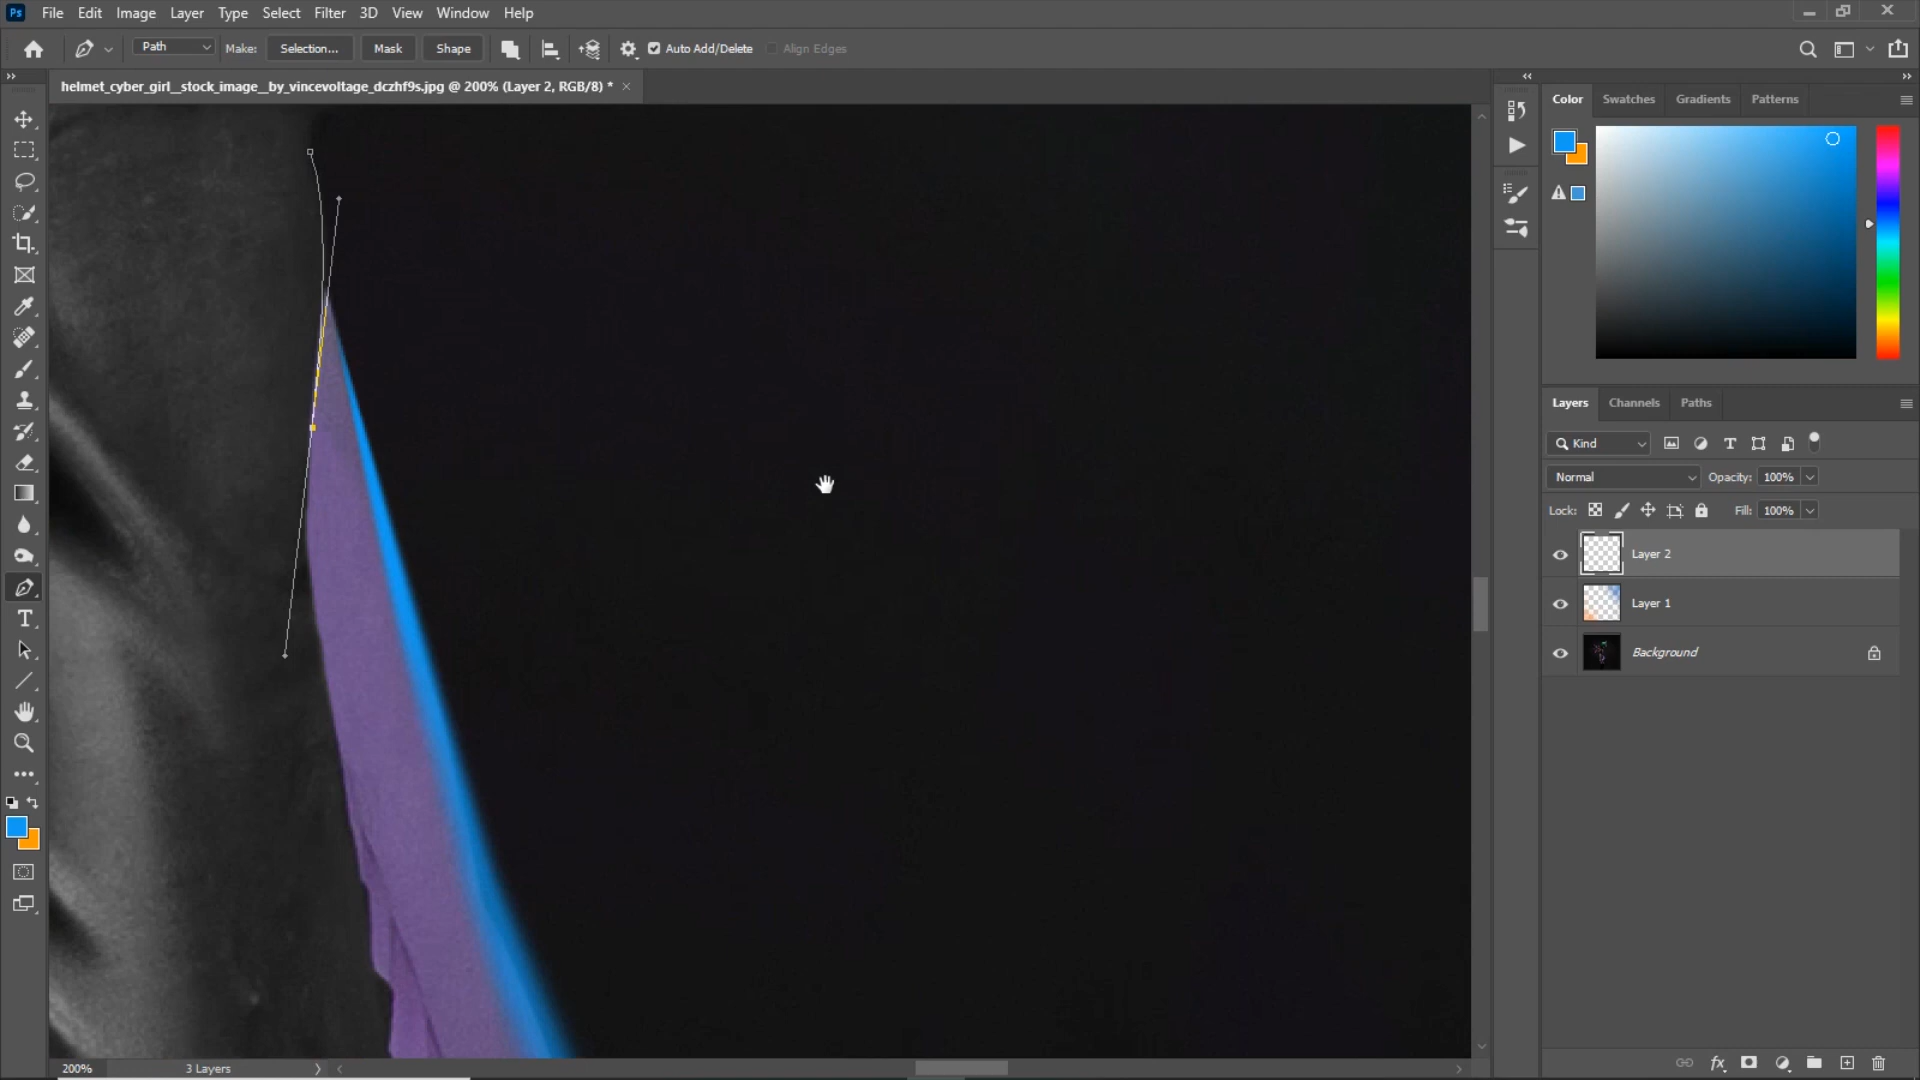 Ps File Edit Image Layer Type Select Filter 3D View Window Help
Path Make: Selection... Mask Shape Auto Add/Delete Align Edges
helmet_cyber_girl__stock_image__by_vincevoltage_dczhf9s.jpg @ 200% (Layer 2, RGB/8) *
Color Swatches Gradients Patterns
Layers Channels Paths
Kind
Normal Opacity: 100%
Lock: Fill: 100%
Layer 2
Layer 1
Background
200% 3 Layers